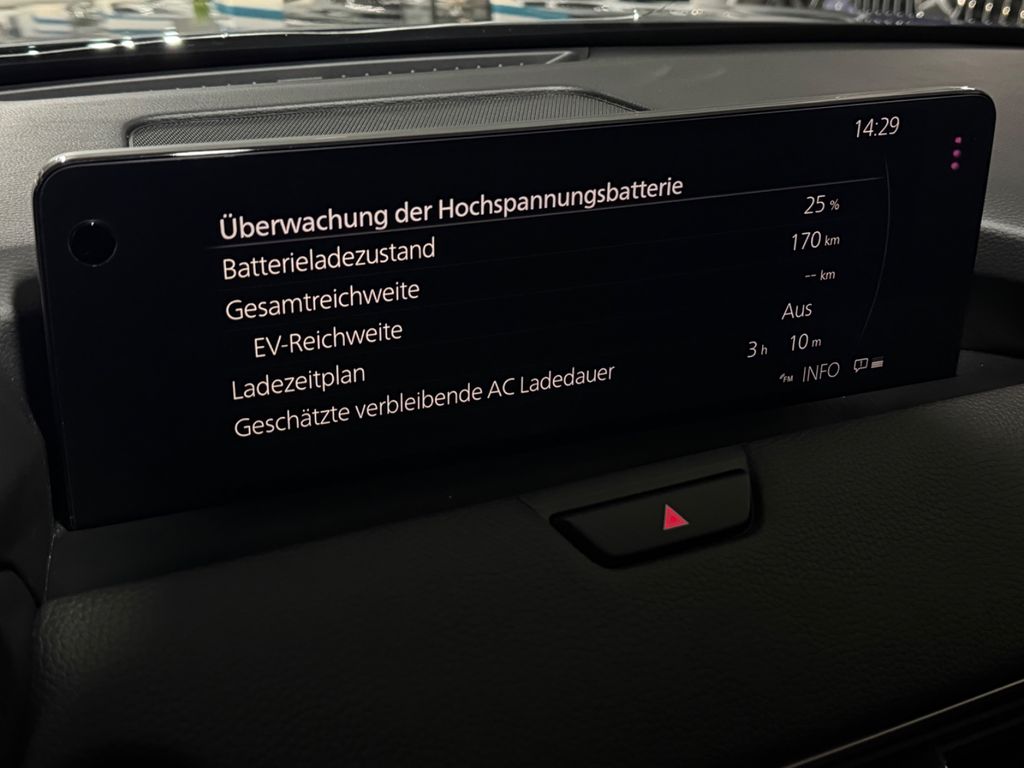 14:29
Überwachung der Hochspannungsbatterie
Batterieladezustand 25 %
Gesamtreichweite 170 km
EV-Reichweite -- km
Ladezeitplan Aus
Geschätzte verbleibende AC Ladedauer 3 h 10 m
FM INFO